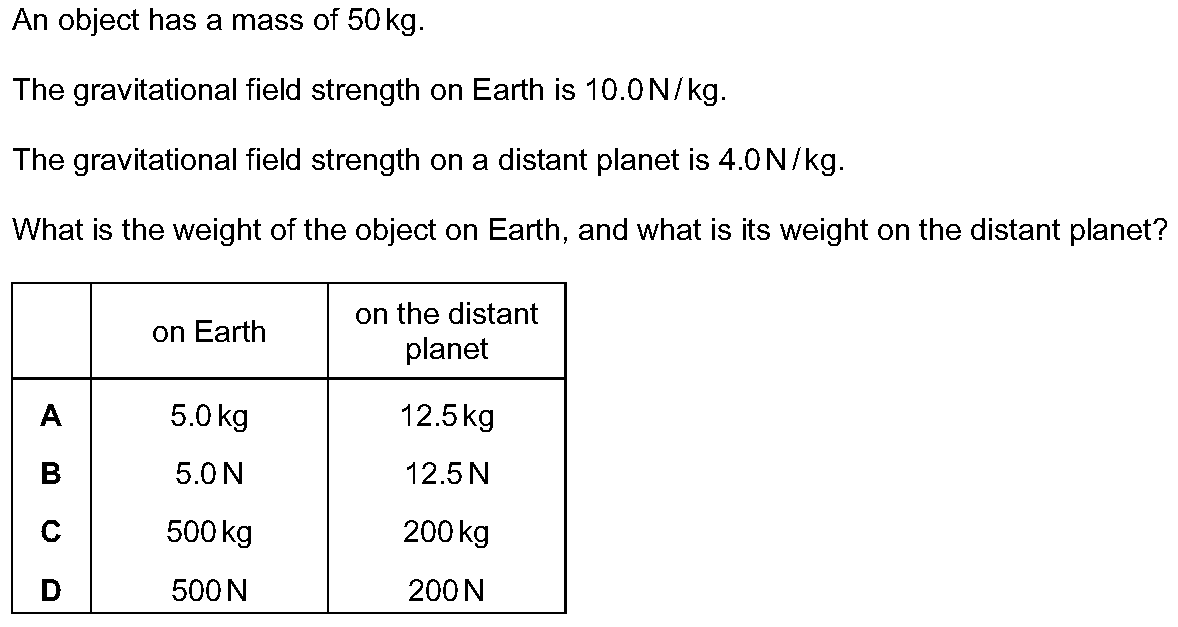 An object has a mass of 50 kg.
The gravitational field strength on Earth is 10.0 N / kg.
The gravitational field strength on a distant planet is 4.0 N / kg.
What is the weight of the object on Earth, and what is its weight on the distant planet?
on Earth
on the distant
planet
A 5.0 kg 12.5 kg
B 5.0 N 12.5 N
C 500 kg 200 kg
D 500 N 200 N